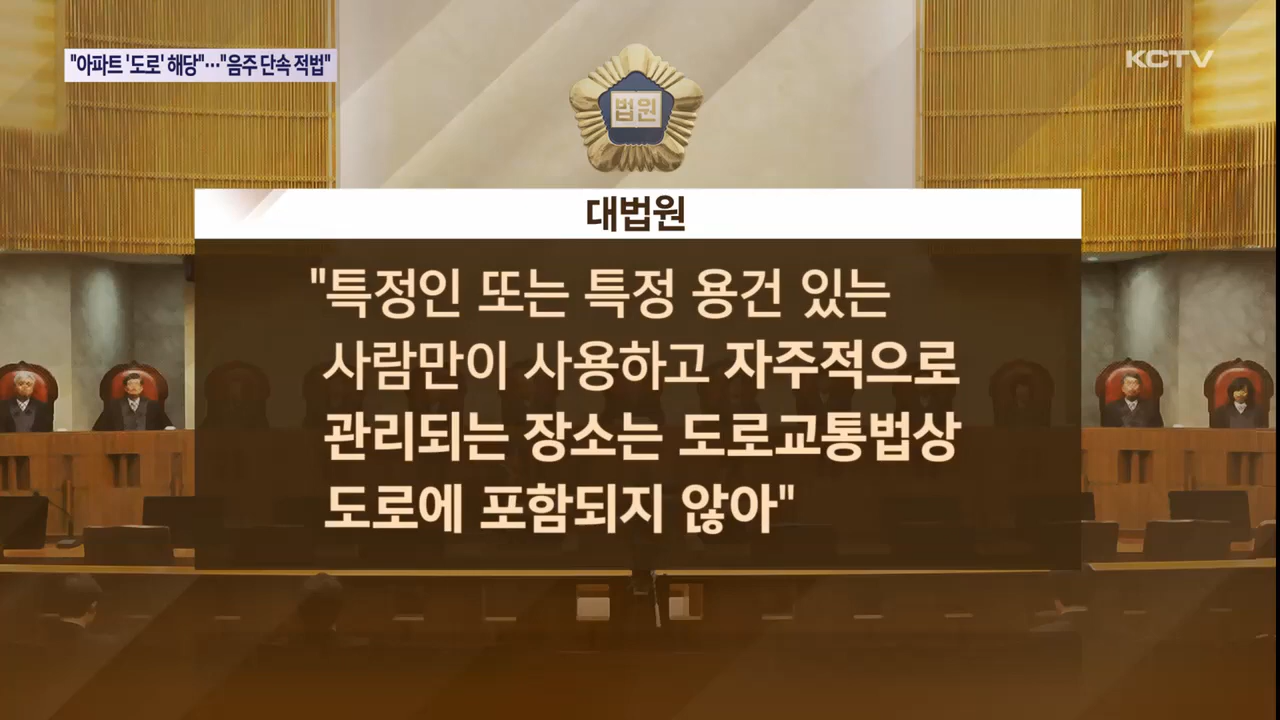 "아파트 '도로' 해당"…"음주 단속 적법"
KCTV
법원
대법원
"특정인 또는 특정 용건 있는
사람만이 사용하고 자주적으로
관리되는 장소는 도로교통법상
도로에 포함되지 않아"